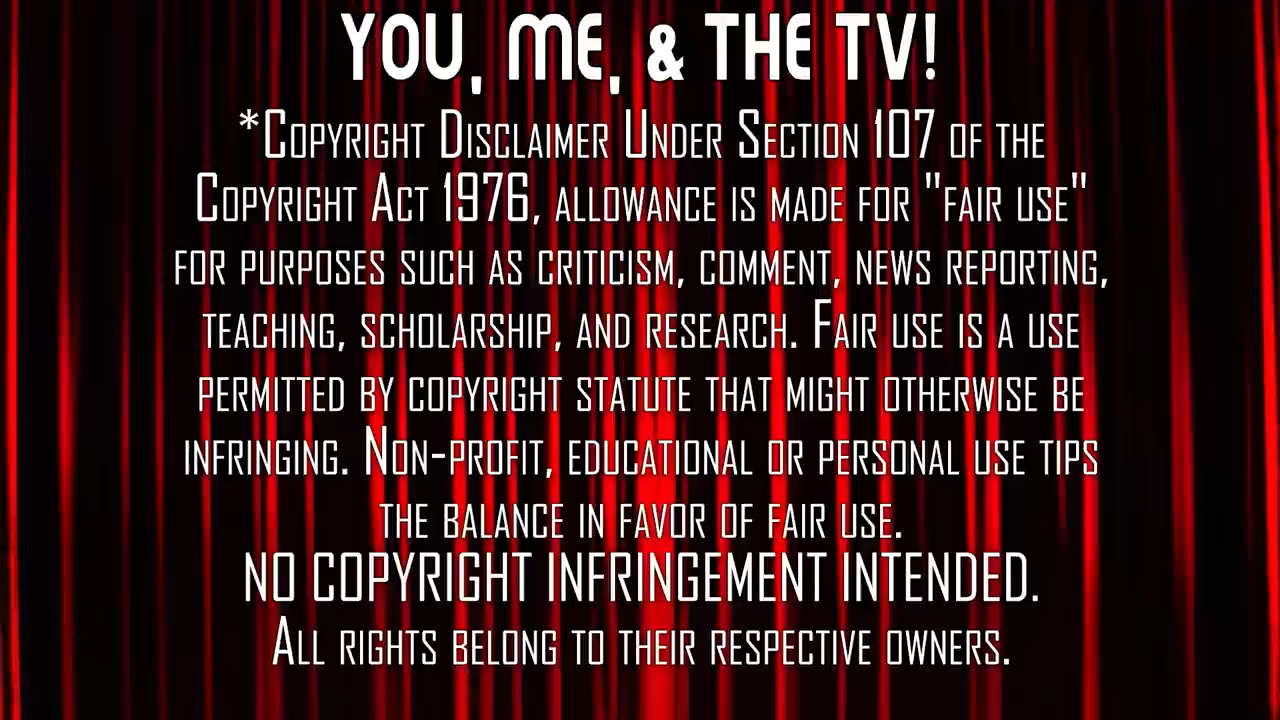 YOU, ME, & THE TV!
*Copyright Disclaimer Under Section 107 of the
Copyright Act 1976, allowance is made for "fair use"
for purposes such as criticism, comment, news reporting,
teaching, scholarship, and research. Fair use is a use
permitted by copyright statute that might otherwise be
infringing. Non-profit, educational or personal use tips
the balance in favor of fair use.
NO COPYRIGHT INFRINGEMENT INTENDED.
All rights belong to their respective owners.